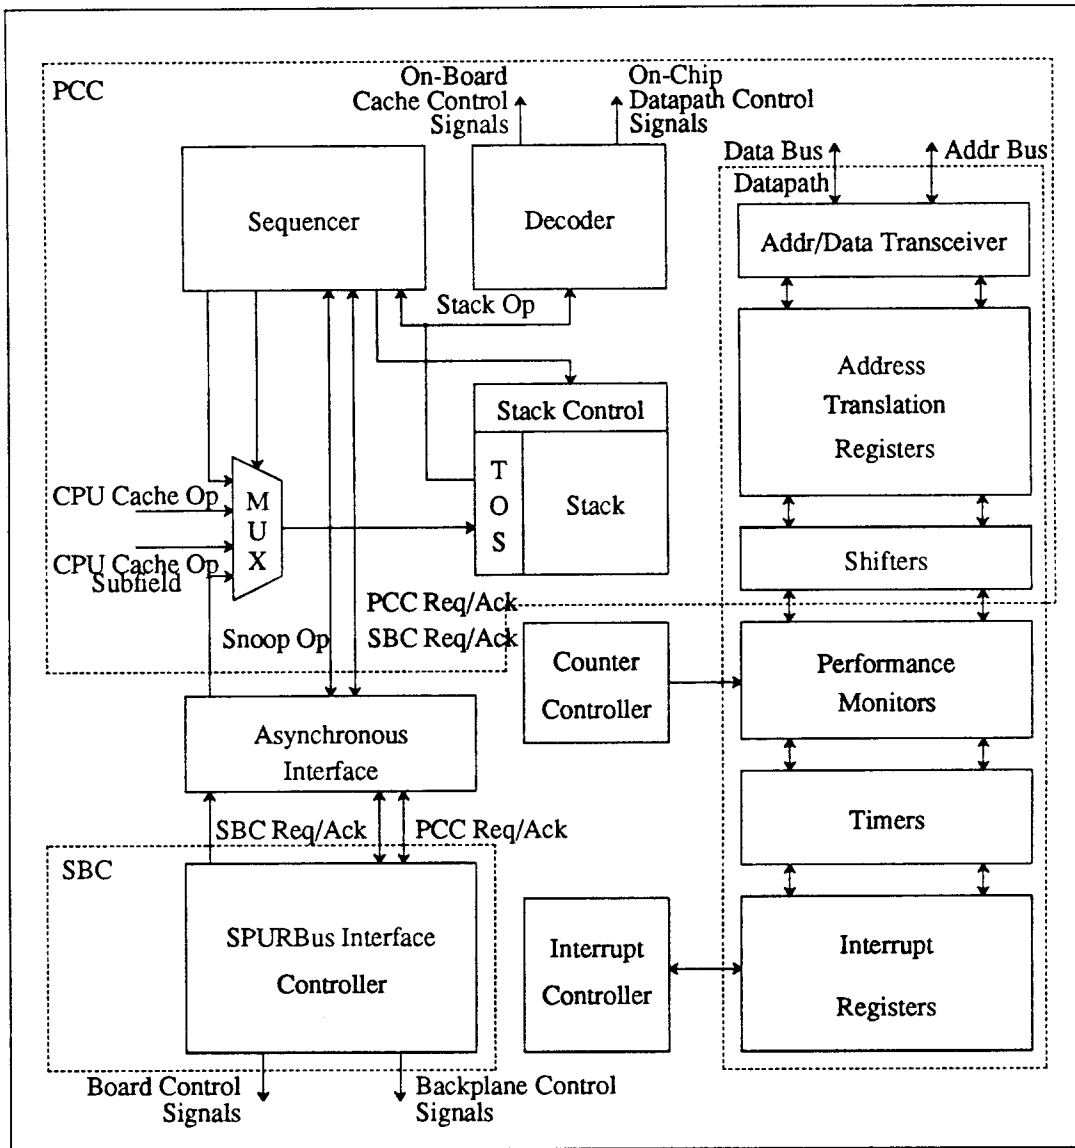 PCC
On-Board
Cache Control
Signals
On-Chip
Datapath Control
Signals
Data Bus
Addr Bus
Datapath
Sequencer
Decoder
Addr/Data Transceiver
Stack Op
Address
Translation
Registers
Stack Control
T
O
S
Stack
CPU Cache Op
M
U
X
CPU Cache Op
Subfield
Shifters
PCC Req/Ack
Snoop Op
SBC Req/Ack
Counter
Controller
Performance
Monitors
Asynchronous
Interface
SBC Req/Ack
PCC Req/Ack
Timers
SBC
SPURBus Interface
Controller
Interrupt
Controller
Interrupt
Registers
Board Control
Signals
Backplane Control
Signals